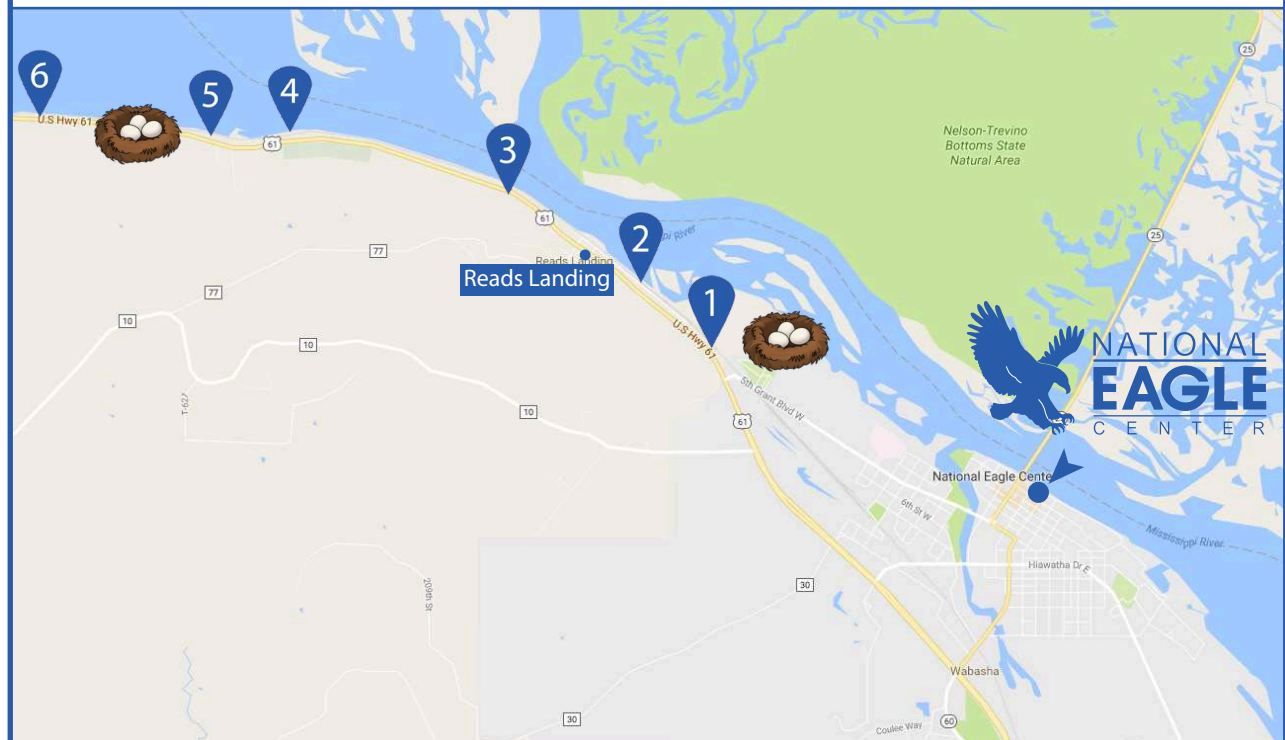 6
5
4
U.S Hwy 61
61
3
25
Nelson-Trevino
Bottoms State
Natural Area
61
2
River
25
77
Reads Landing
Reads Landing
77
1
10
U.S Hwy 61
10
NATIONAL
EAGLE
CENTER
T-627
10
5th Grant Blvd W
61
National Eagle Cente
6th St W
Mississippi River
Hiawatha Dr E
30
209th St
Wabasha
30
Coulee Way
60